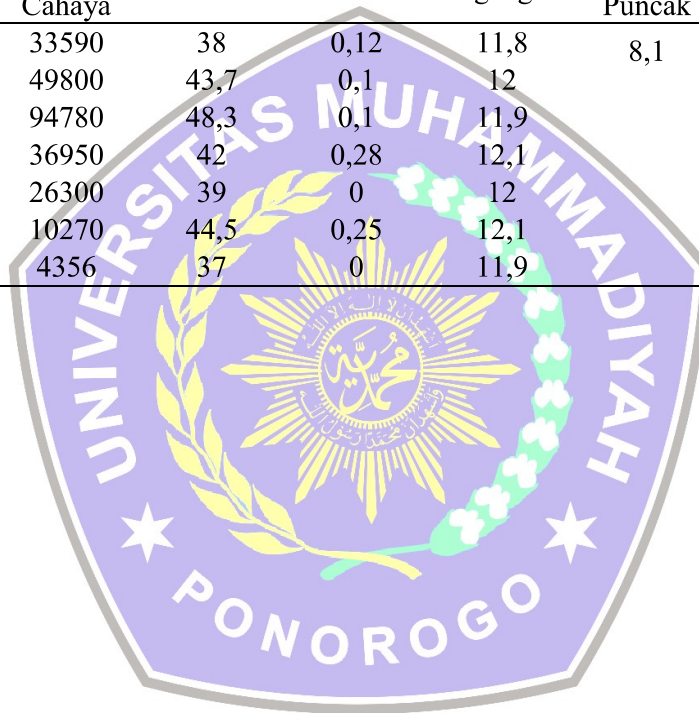 Cahaya Puncak
33590 38 0,12 11,8 8,1
49800 43,7 0,1 12
94780 48,3 0,1 11,9
36950 42 0,28 12,1
26300 39 0 12
10270 44,5 0,25 12,1
4356 37 0 11,9
UNIVERSITAS MUHAMMADIYAH
PONOROGO
محمدية